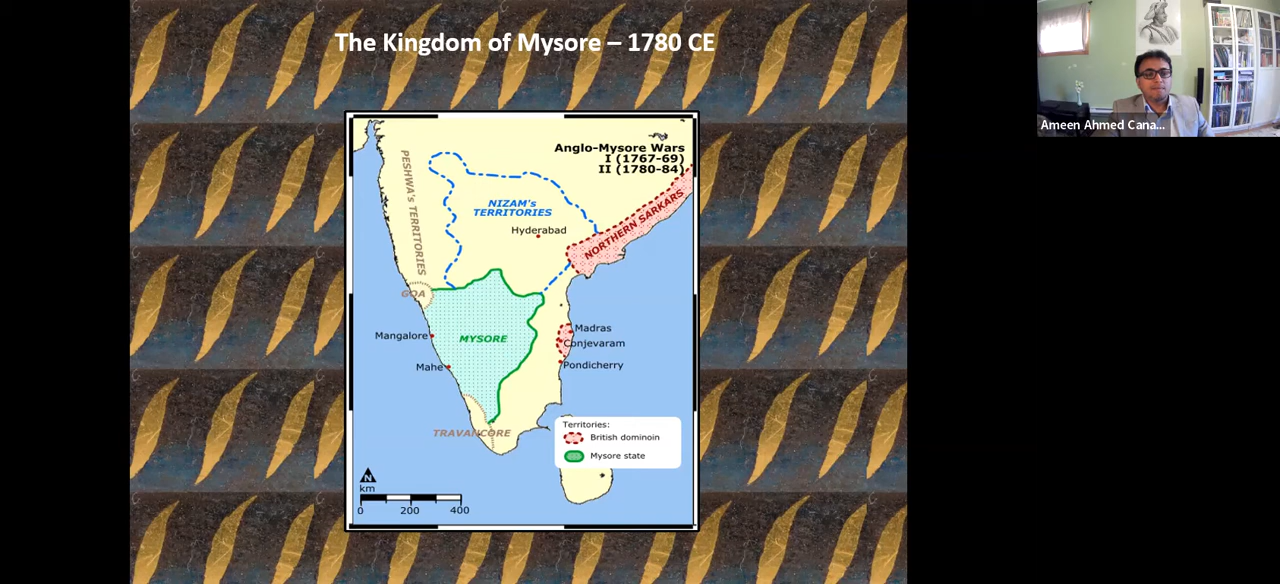 The Kingdom of Mysore – 1780 CE
Ameen Ahmed Cana...
Anglo-Mysore Wars
I (1767-69)
II (1780-84)
PESHWA's TERRITORIES
NIZAM's
TERRITORIES
Hyderabad
NORTHERN SARKARS
GOA
Mangalore
MYSORE
Madras
Conjevaram
Mahe
Pondicherry
TRAVANCORE
Territories:
British dominoin
Mysore state
N
km
0 200 400